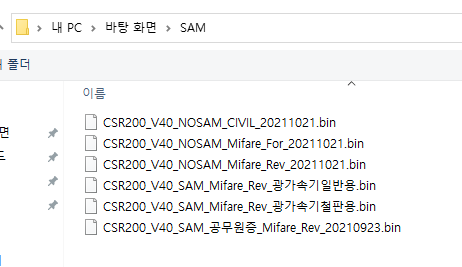 내 PC > 바탕 화면 > SAM
폴더
이름
CSR200_V40_NOSAM_CIVIL_20211021.bin
CSR200_V40_NOSAM_Mifare_For_20211021.bin
면
CSR200_V40_NOSAM_Mifare_Rev_20211021.bin
드
CSR200_V40_SAM_Mifare_Rev_광가속기일반용.bin
CSR200_V40_SAM_Mifare_Rev_광가속기철판용.bin
CSR200_V40_SAM_공무원증_Mifare_Rev_20210923.bin